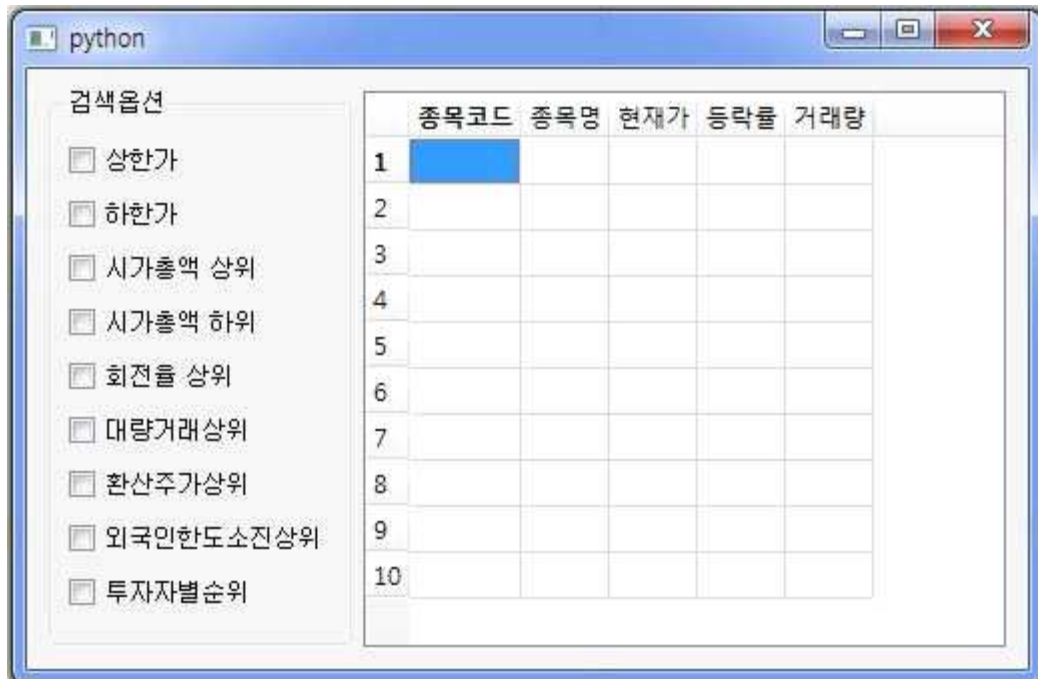 python
검색옵션
상한가
하한가
시가총액 상위
시가총액 하위
회전율 상위
대량거래상위
환산주가상위
외국인한도소진상위
투자자별순위
종목코드 종목명 현재가 등락률 거래량
1
2
3
4
5
6
7
8
9
10